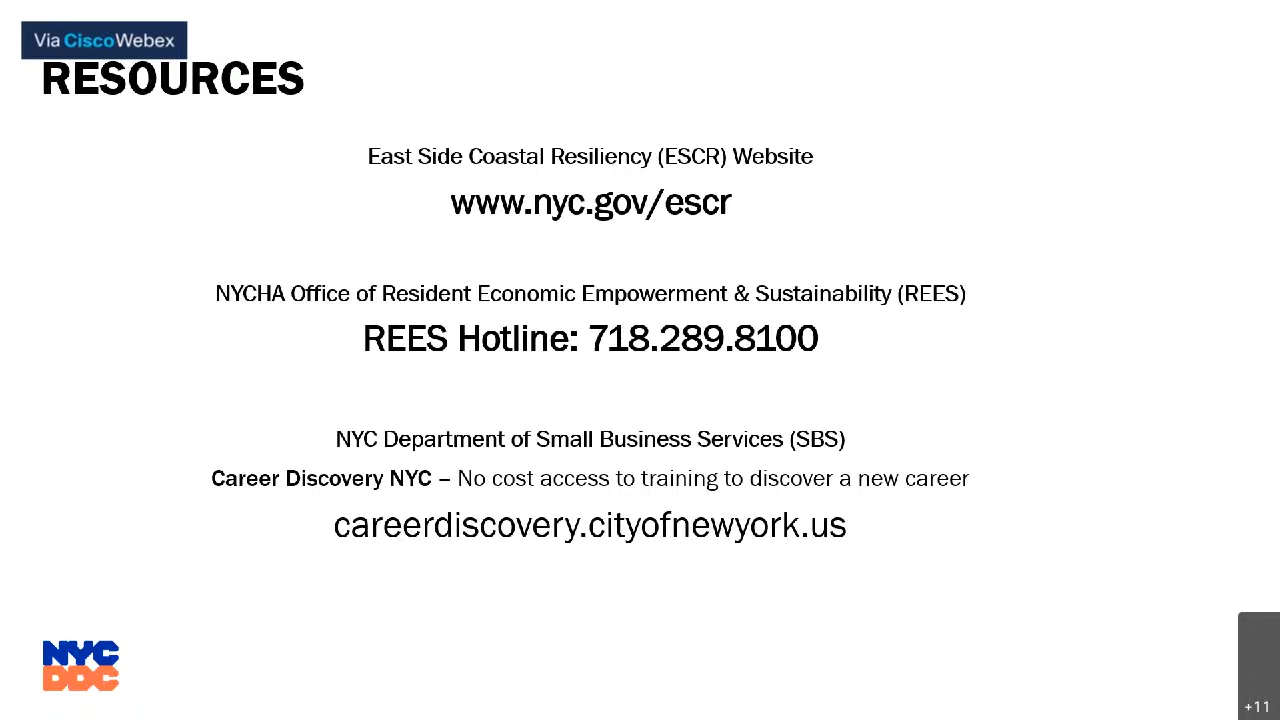 Via CiscoWebex
RESOURCES
East Side Coastal Resiliency (ESCR) Website
www.nyc.gov/escr
NYCHA Office of Resident Economic Empowerment & Sustainability (REES)
REES Hotline: 718.289.8100
NYC Department of Small Business Services (SBS)
Career Discovery NYC – No cost access to training to discover a new career
careerdiscovery.cityofnewyork.us
NYC
DDC
+11